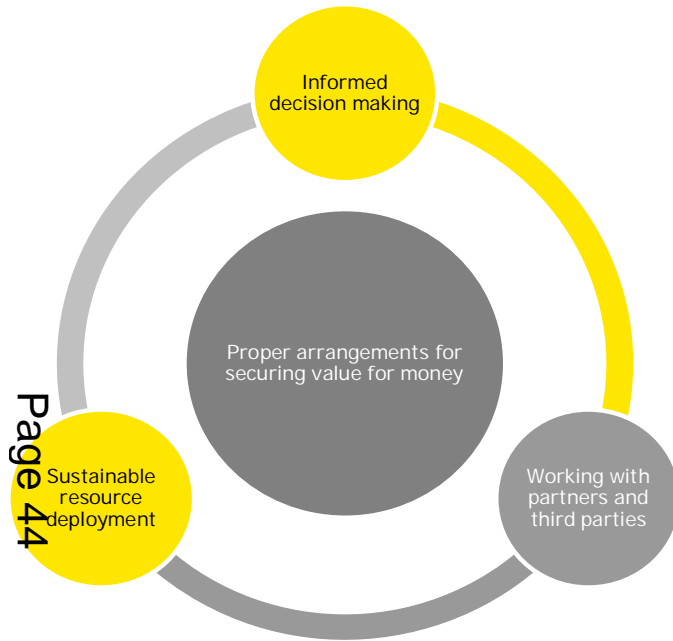 Informed
decision making
Proper arrangements for
securing value for money
Page 44
Sustainable
resource
deployment
Working with
partners and
third parties